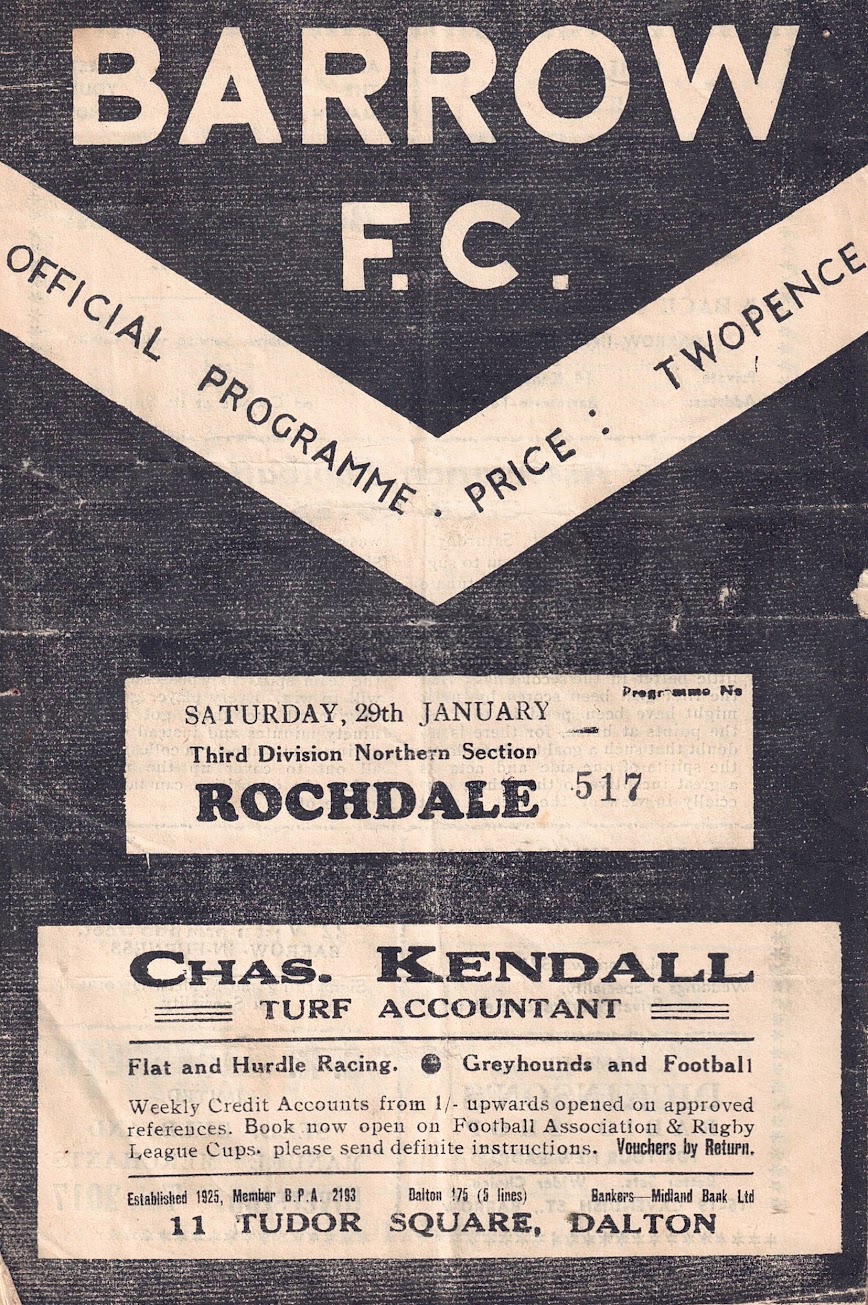 BARROW
F.C.
OFFICIAL PROGRAMME . PRICE : TWOPENCE
Programme No
SATURDAY, 29th JANUARY
Third Division Northern Section
ROCHDALE 517
CHAS. KENDALL
TURF ACCOUNTANT
Flat and Hurdle Racing. ● Greyhounds and Football
Weekly Credit Accounts from 1/- upwards opened on approved
references. Book now open on Football Association & Rugby
League Cups. please send definite instructions. Vouchers by Return.
Established 1925, Member B.P.A. 2193 Dalton 175 (5 lines) Bankers—Midland Bank Ltd
11 TUDOR SQUARE, DALTON